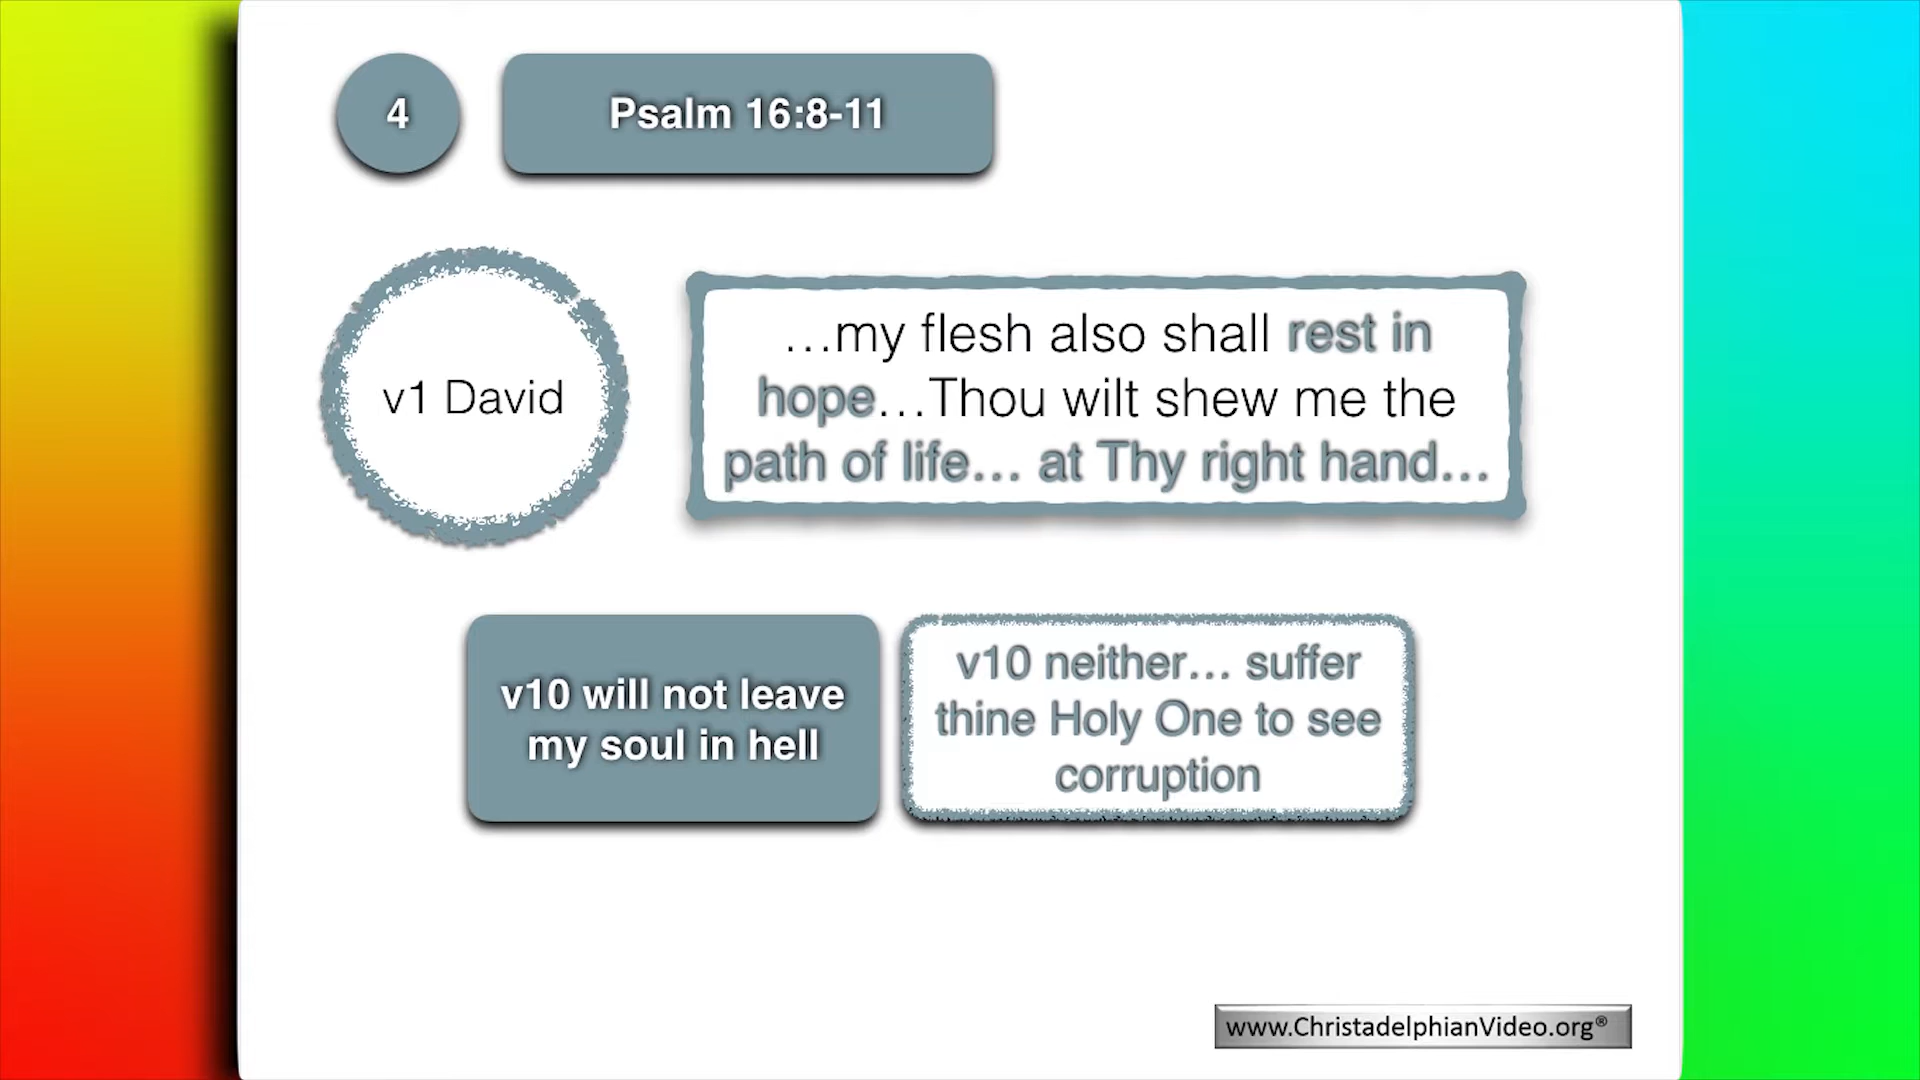 4
Psalm 16:8-11
v1 David
…my flesh also shall rest in
hope…Thou wilt shew me the
path of life… at Thy right hand…
v10 will not leave
my soul in hell
v10 neither… suffer
thine Holy One to see
corruption
www.ChristadelphianVideo.org®